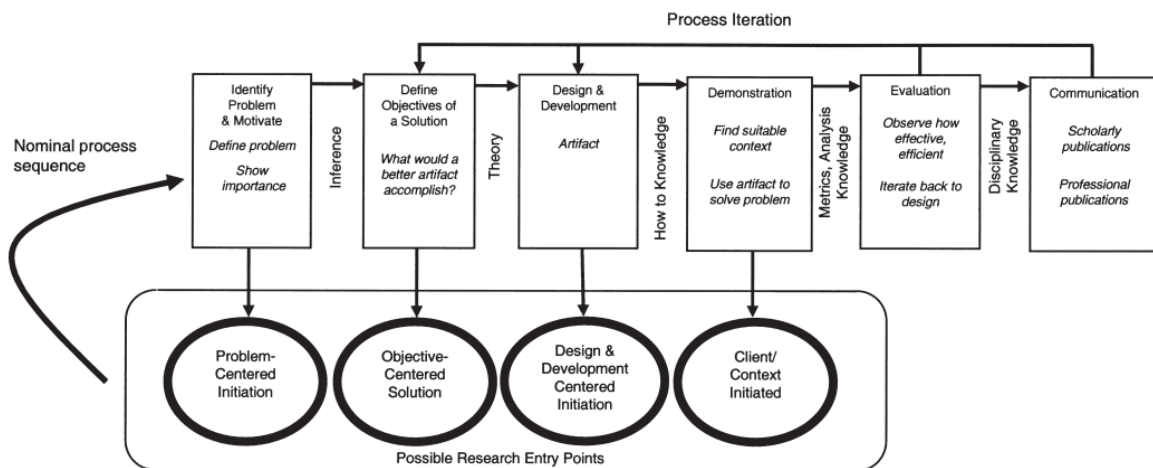 Process Iteration
Nominal process
sequence
Identify
Problem
& Motivate
Define problem
Show
importance
Inference
Define
Objectives of
a Solution
What would a
better artifact
accomplish?
Theory
Design &
Development
Artifact
How to Knowledge
Demonstration
Find suitable
context
Use artifact to
solve problem
Metrics, Analysis
Knowledge
Evaluation
Observe how
effective,
efficient
Iterate back to
design
Disciplinary
Knowledge
Communication
Scholarly
publications
Professional
publications
Problem-
Centered
Initiation
Objective-
Centered
Solution
Design &
Development
Centered
Initiation
Client/
Context
Initiated
Possible Research Entry Points